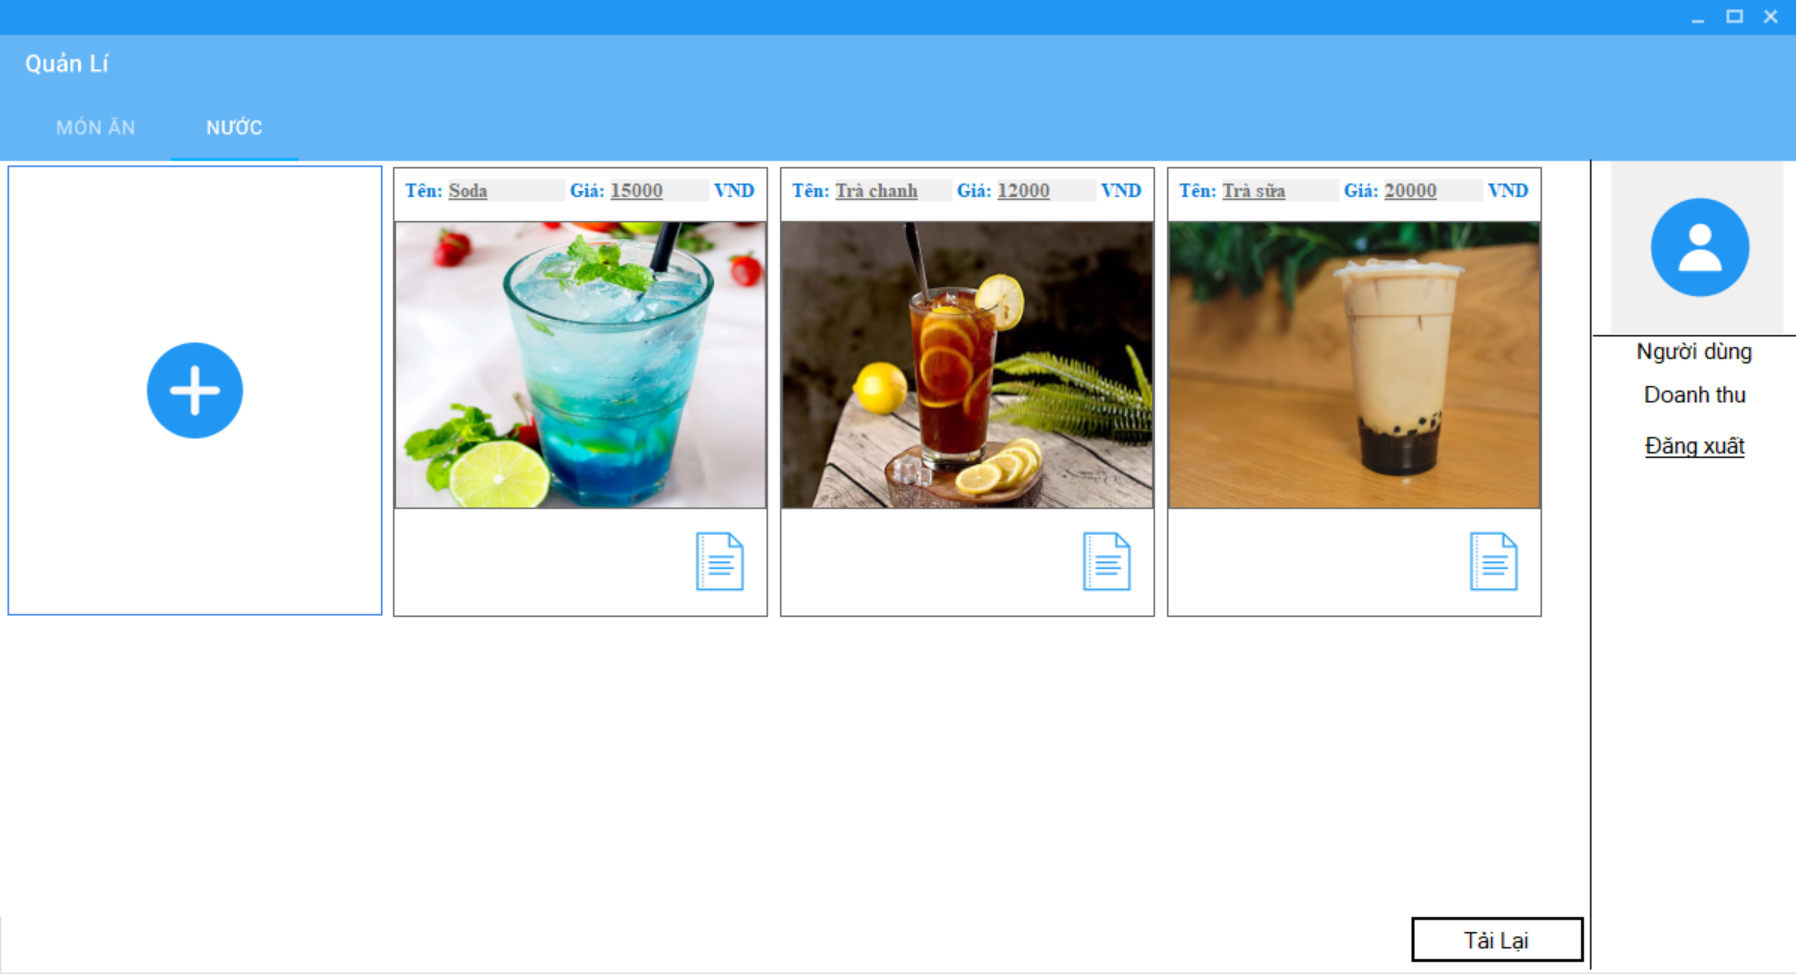 Quản Lí
MÓN ĂN NƯỚC
Tên: Soda Giá: 15000 VND
Tên: Trà chanh Giá: 12000 VND
Tên: Trà sữa Giá: 20000 VND
Người dùng
Doanh thu
Đăng xuất
Tải Lại